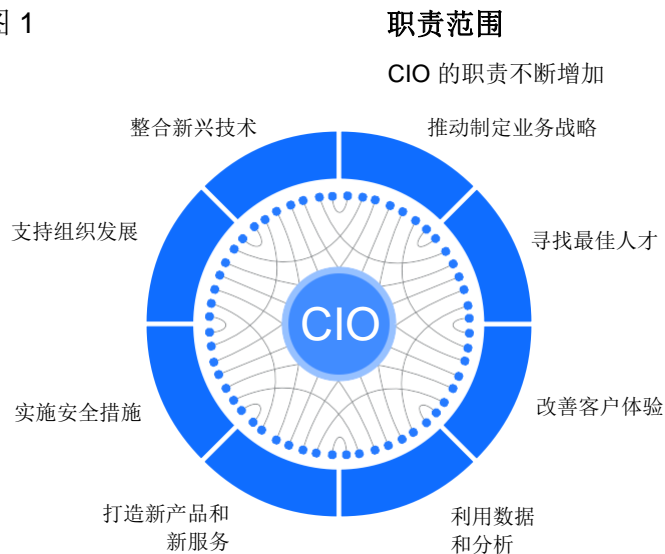 图 1
职责范围
CIO 的职责不断增加
整合新兴技术
推动制定业务战略
支持组织发展
寻找最佳人才
CIO
实施安全措施
改善客户体验
打造新产品和
新服务
利用数据
和分析